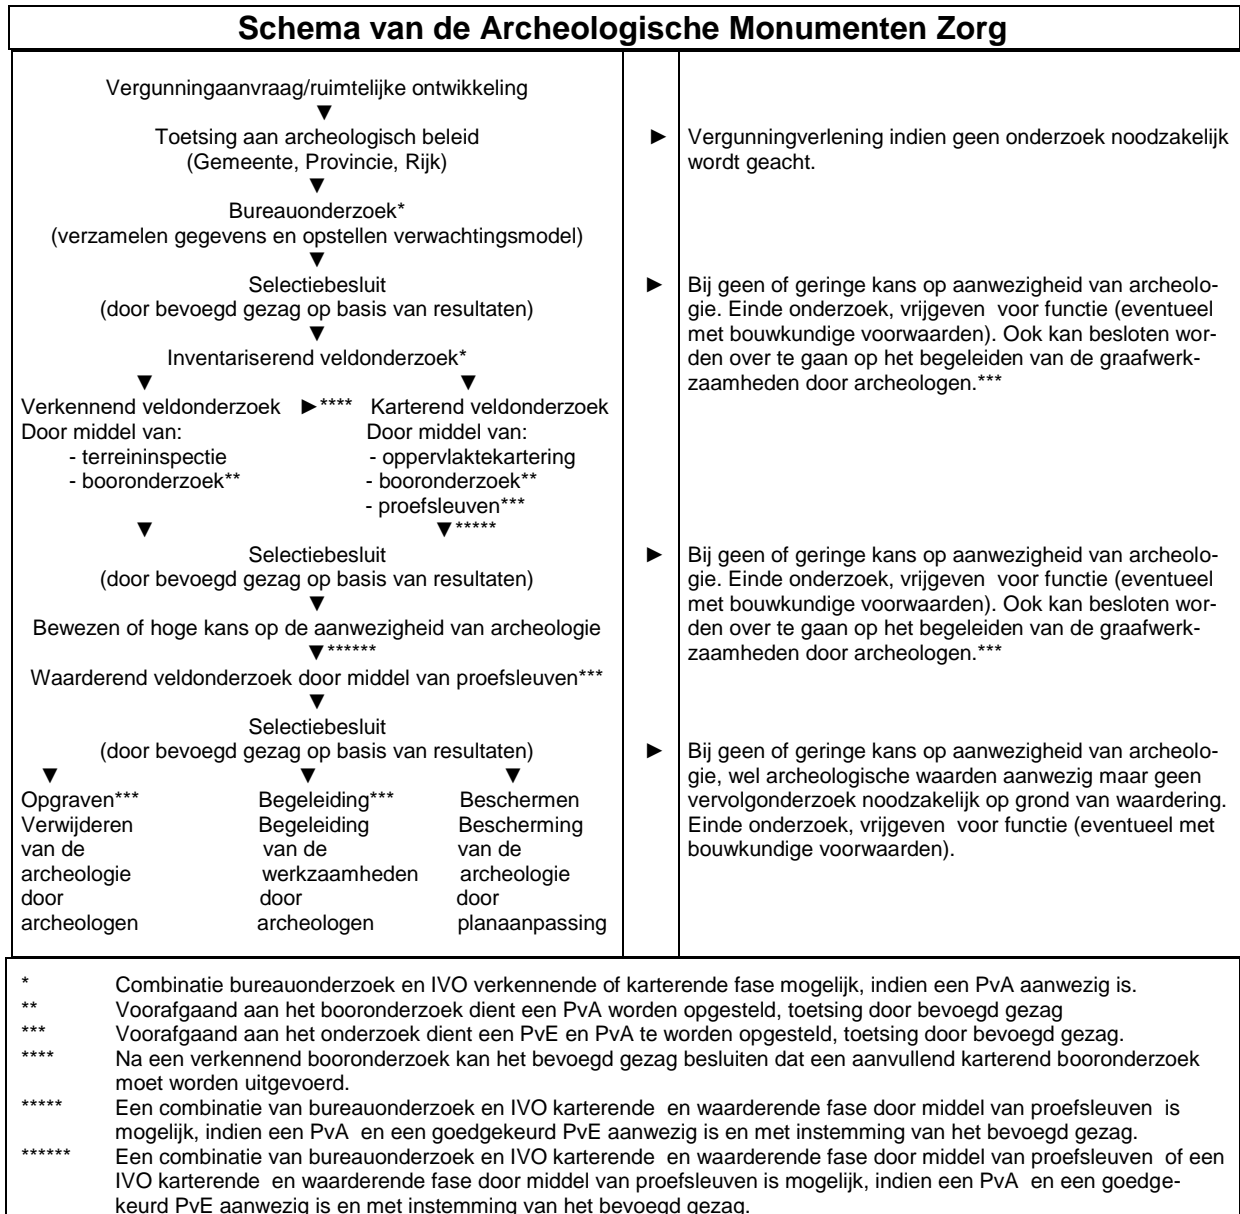 Schema van de Archeologische Monumenten Zorg
Vergunningaanvraag/ruimtelijke ontwikkeling
▼
Toetsing aan archeologisch beleid
(Gemeente, Provincie, Rijk)
► Vergunningverlening indien geen onderzoek noodzakelijk
wordt geacht.
▼
Bureauonderzoek*
(verzamelen gegevens en opstellen verwachtingsmodel)
▼
Selectiebesluit
(door bevoegd gezag op basis van resultaten)
► Bij geen of geringe kans op aanwezigheid van archeolo-
gie. Einde onderzoek, vrijgeven voor functie (eventueel
met bouwkundige voorwaarden). Ook kan besloten wor-
den over te gaan op het begeleiden van de graafwerk-
zaamheden door archeologen.***
▼
Inventariserend veldonderzoek*
▼ ▼
Verkennend veldonderzoek ►**** Karterend veldonderzoek
Door middel van: Door middel van:
- terreininspectie - oppervlaktekartering
- booronderzoek** - booronderzoek**
- proefsleuven***
▼ ▼*****
Selectiebesluit
(door bevoegd gezag op basis van resultaten)
► Bij geen of geringe kans op aanwezigheid van archeolo-
gie. Einde onderzoek, vrijgeven voor functie (eventueel
met bouwkundige voorwaarden). Ook kan besloten wor-
den over te gaan op het begeleiden van de graafwerk-
zaamheden door archeologen.***
▼
Bewezen of hoge kans op de aanwezigheid van archeologie
▼******
Waarderend veldonderzoek door middel van proefsleuven***
▼
Selectiebesluit
(door bevoegd gezag op basis van resultaten)
► Bij geen of geringe kans op aanwezigheid van archeolo-
gie, wel archeologische waarden aanwezig maar geen
vervolgonderzoek noodzakelijk op grond van waardering.
Einde onderzoek, vrijgeven voor functie (eventueel met
bouwkundige voorwaarden).
▼ ▼ ▼
Opgraven*** Begeleiding*** Beschermen
Verwijderen Begeleiding Bescherming
van de van de van de
archeologie werkzaamheden archeologie
door door door
archeologen archeologen planaanpassing
* Combinatie bureauonderzoek en IVO verkennende of karterende fase mogelijk, indien een PvA aanwezig is.
** Voorafgaand aan het booronderzoek dient een PvA worden opgesteld, toetsing door bevoegd gezag
*** Voorafgaand aan het onderzoek dient een PvE en PvA te worden opgesteld, toetsing door bevoegd gezag.
**** Na een verkennend booronderzoek kan het bevoegd gezag besluiten dat een aanvullend karterend booronderzoek
moet worden uitgevoerd.
***** Een combinatie van bureauonderzoek en IVO karterende en waarderende fase door middel van proefsleuven is
mogelijk, indien een PvA en een goedgekeurd PvE aanwezig is en met instemming van het bevoegd gezag.
****** Een combinatie van bureauonderzoek en IVO karterende en waarderende fase door middel van proefsleuven of een
IVO karterende en waarderende fase door middel van proefsleuven is mogelijk, indien een PvA en een goedge-
keurd PvE aanwezig is en met instemming van het bevoegd gezag.